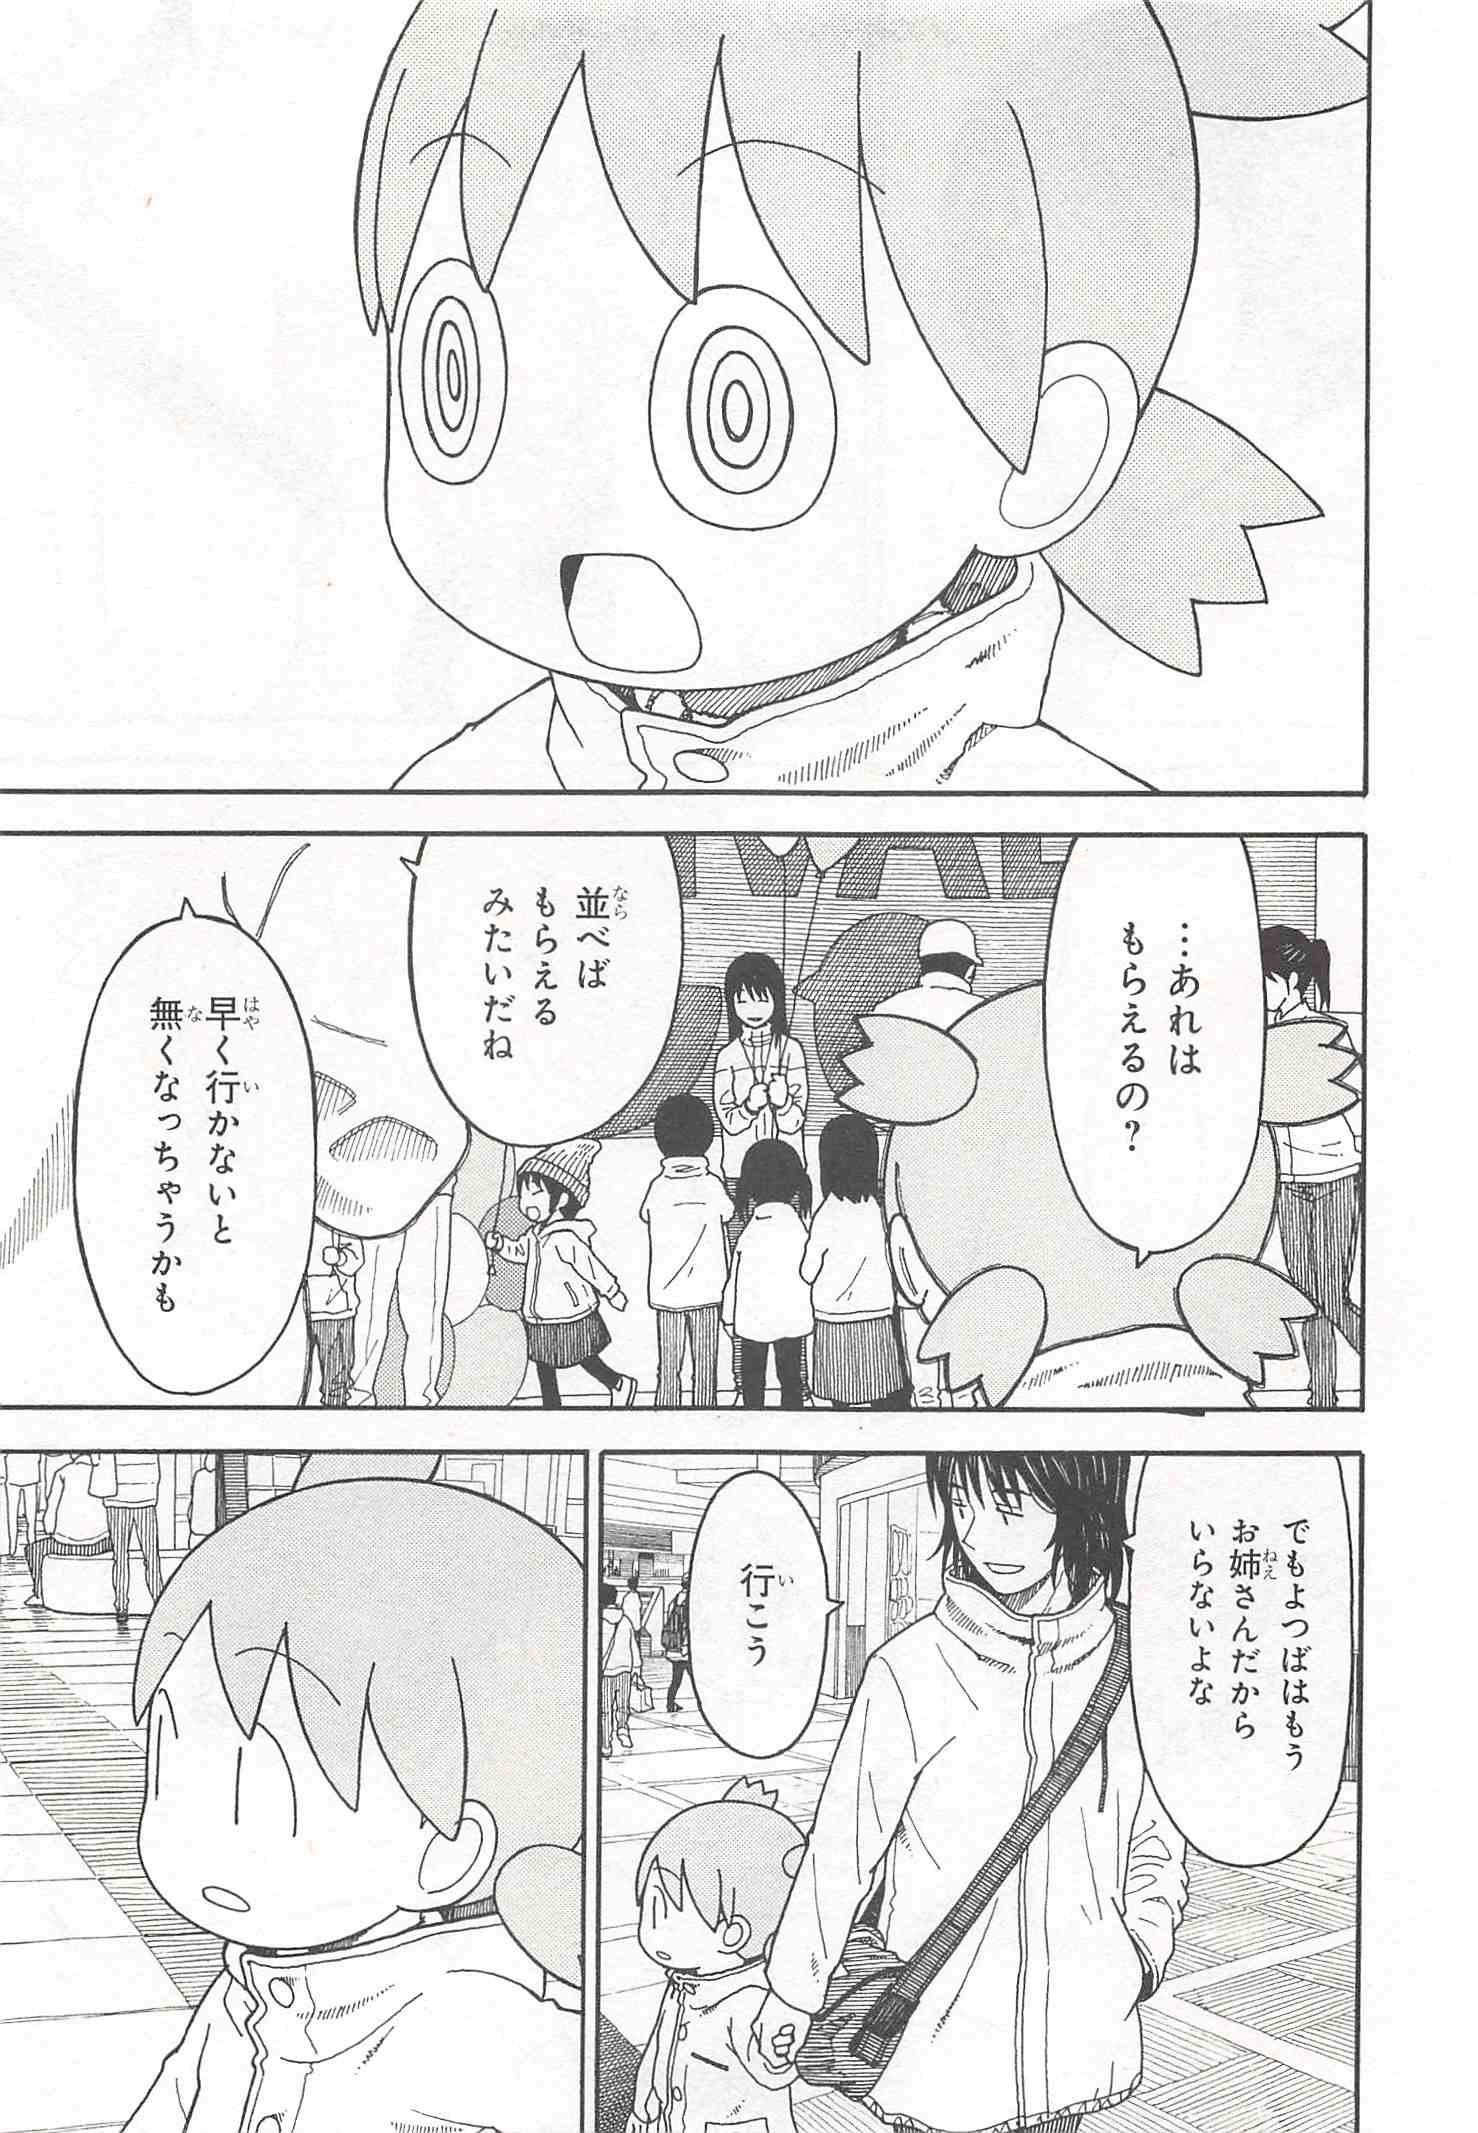 …あれは
もらえるの?
並べば
もらえる
みたいだね
早く行かないと
無くなっちゃうかも
でもよつばはもう
お姉さんだから
いらないよな
行こう